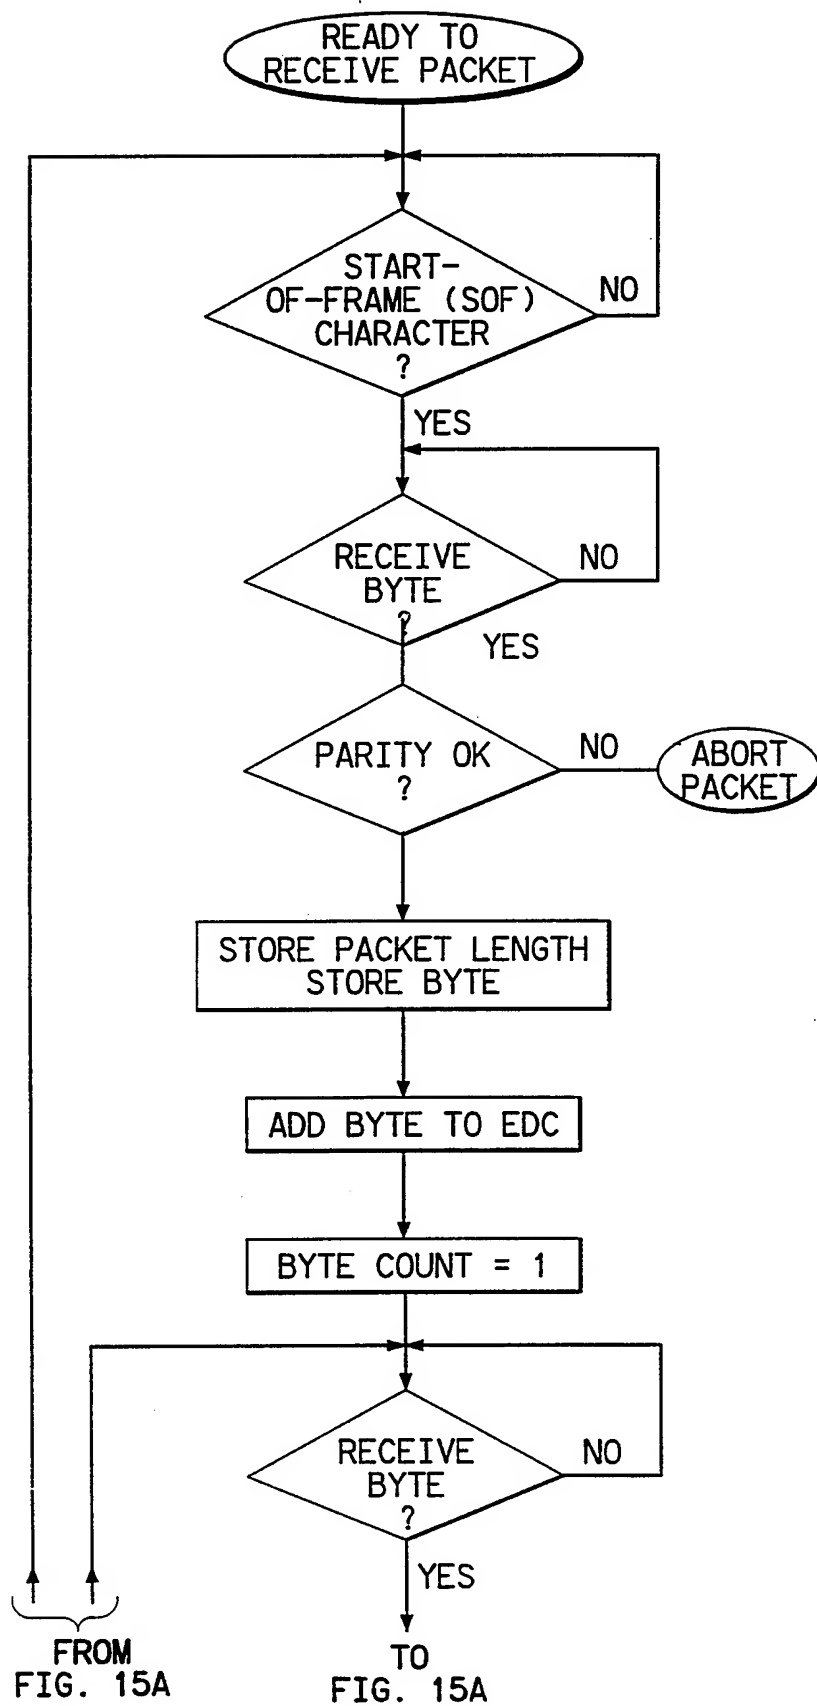 READY TO
RECEIVE PACKET
START-
OF-FRAME (SOF)
CHARACTER
?
NO
YES
RECEIVE
BYTE
?
NO
YES
PARITY OK
?
NO
ABORT
PACKET
STORE PACKET LENGTH
STORE BYTE
ADD BYTE TO EDC
BYTE COUNT = 1
RECEIVE
BYTE
?
NO
YES
FROM
FIG. 15A
TO
FIG. 15A